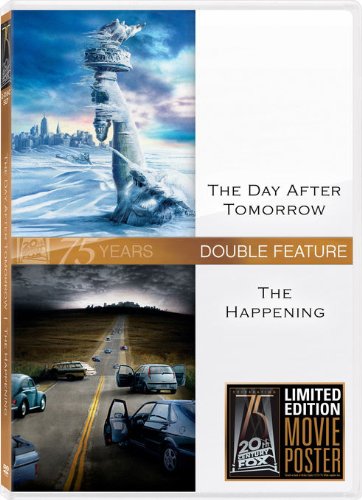 THE DAY AFTER
TOMORROW
75 YEARS
DOUBLE FEATURE
THE
HAPPENING
THE DAY AFTER TOMORROW | THE HAPPENING
75
20TH
CENTURY
FOX
LIMITED
EDITION
MOVIE
POSTER